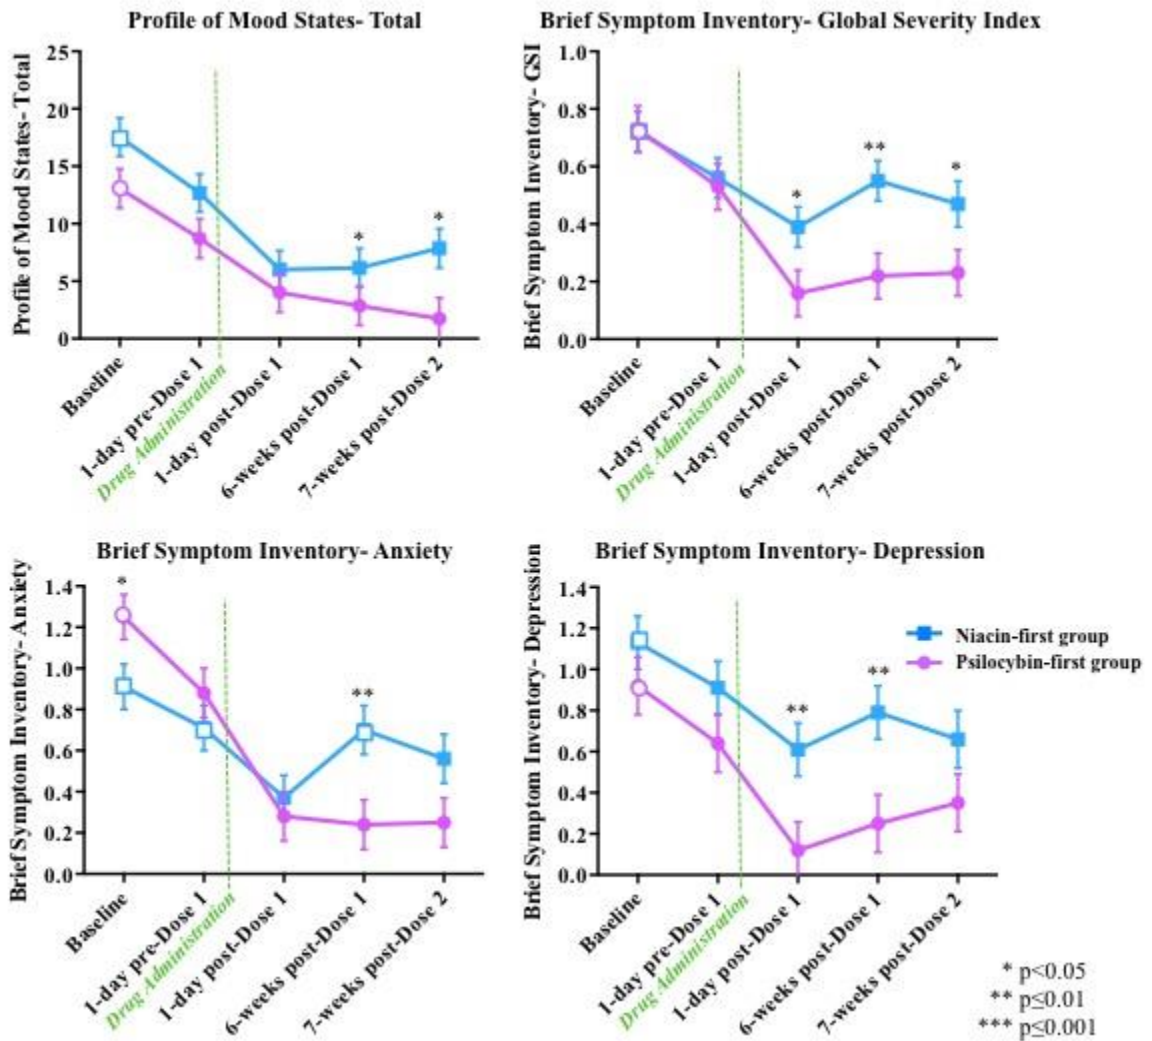 Profile of Mood States- Total
Profile of Mood States- Total
25
20
15
10
5
0
*
*
Baseline
1-day pre-Dose 1
Drug Administration
1-day post-Dose 1
6-weeks post-Dose 1
7-weeks post-Dose 2
Brief Symptom Inventory- Global Severity Index
Brief Symptom Inventory- GSI
1.0
0.8
0.6
0.4
0.2
0.0
*
**
*
Baseline
1-day pre-Dose 1
Drug Administration
1-day post-Dose 1
6-weeks post-Dose 1
7-weeks post-Dose 2
Brief Symptom Inventory- Anxiety
Brief Symptom Inventory- Anxiety
1.4
1.2
1.0
0.8
0.6
0.4
0.2
0.0
*
**
Baseline
1-day pre-Dose 1
Drug Administration
1-day post-Dose 1
6-weeks post-Dose 1
7-weeks post-Dose 2
Brief Symptom Inventory- Depression
Brief Symptom Inventory- Depression
1.4
1.2
1.0
0.8
0.6
0.4
0.2
0.0
**
**
Niacin-first group
Psilocybin-first group
Baseline
1-day pre-Dose 1
Drug Administration
1-day post-Dose 1
6-weeks post-Dose 1
7-weeks post-Dose 2
* p<0.05
** p≤0.01
*** p≤0.001